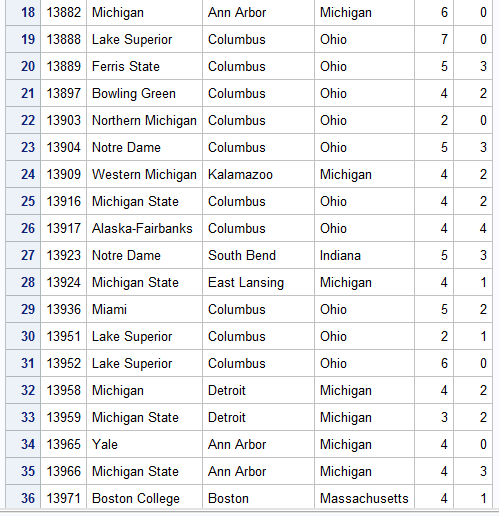 18 13882 Michigan Ann Arbor Michigan 6 0
19 13888 Lake Superior Columbus Ohio 7 0
20 13889 Ferris State Columbus Ohio 5 3
21 13897 Bowling Green Columbus Ohio 4 2
22 13903 Northern Michigan Columbus Ohio 2 0
23 13904 Notre Dame Columbus Ohio 5 3
24 13909 Western Michigan Kalamazoo Michigan 4 2
25 13916 Michigan State Columbus Ohio 4 2
26 13917 Alaska-Fairbanks Columbus Ohio 4 4
27 13923 Notre Dame South Bend Indiana 5 3
28 13924 Michigan State East Lansing Michigan 4 1
29 13936 Miami Columbus Ohio 5 2
30 13951 Lake Superior Columbus Ohio 2 1
31 13952 Lake Superior Columbus Ohio 6 0
32 13958 Michigan Detroit Michigan 4 2
33 13959 Michigan State Detroit Michigan 3 2
34 13965 Yale Ann Arbor Michigan 4 0
35 13966 Michigan State Ann Arbor Michigan 4 3
36 13971 Boston College Boston Massachusetts 4 1